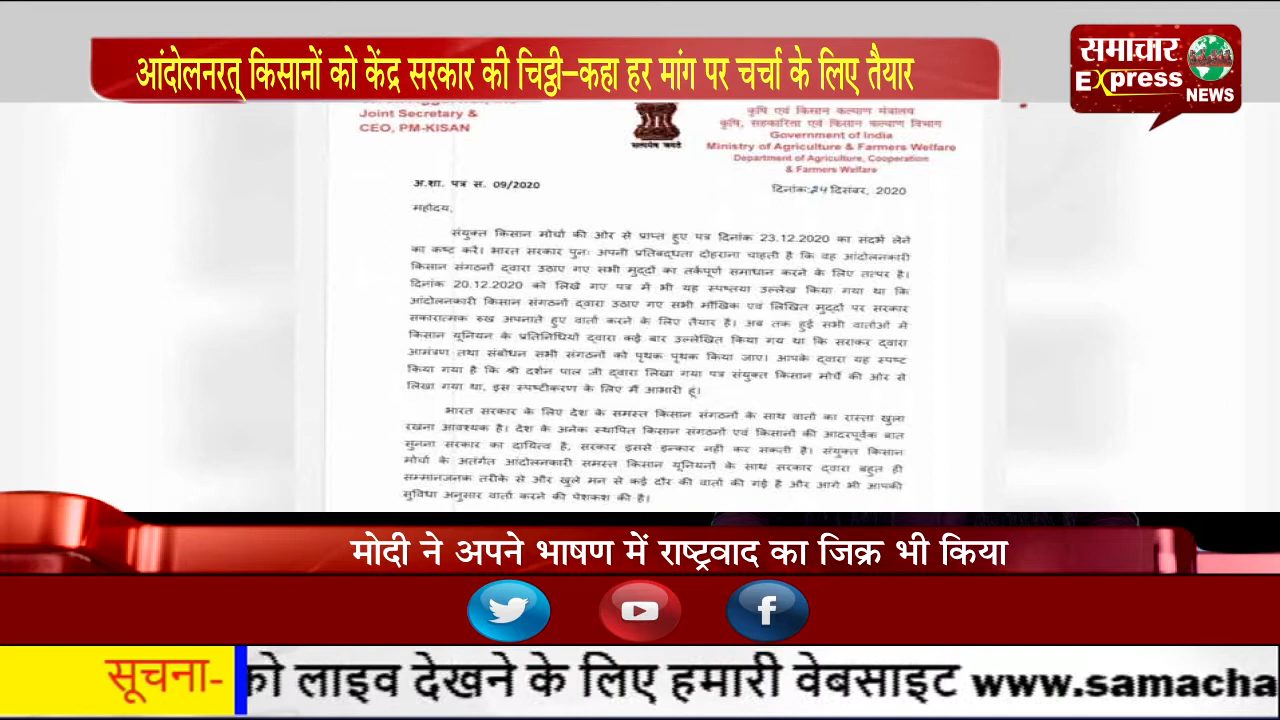 आंदोलनरत् किसानों को केंद्र सरकार की चिट्ठी–कहा हर मांग पर चर्चा के लिए तैयार
समाचार
Express
NEWS
Joint Secretary &
CEO, PM-KISAN
सत्यमेव जयते
कृषि एवं किसान कल्याण मंत्रालय
कृषि, सहकारिता एवं किसान कल्याण विभाग
Government of India
Ministry of Agriculture & Farmers Welfare
Department of Agriculture, Cooperation
& Farmers Welfare
अ.शा. पत्र स. 09/2020
दिनांक:24 दिसंबर, 2020
महोदय,
संयुक्त किसान मोर्चा की ओर से प्राप्त हुए पत्र दिनांक 23.12.2020 का संदर्भ लेने
का कष्ट करें। भारत सरकार पुनः अपनी प्रतिबद्धता दोहराना चाहती है कि वह आंदोलनकारी
किसान संगठनों द्वारा उठाए गए सभी मुद्दों का तर्कपूर्ण समाधान करने के लिए तत्पर है।
दिनांक 20.12.2020 को लिखे गए पत्र में भी यह स्पष्टतया उल्लेख किया गया था कि
आंदोलनकारी किसान संगठनों द्वारा उठाए गए सभी मौखिक एवं लिखित मुद्दों पर सरकार
सकारात्मक रुख अपनाते हुए वार्ता करने के लिए तैयार है। अब तक हुई सभी वार्ताओं में
किसान यूनियन के प्रतिनिधियों द्वारा कई बार उल्लेखित किया गय था कि सराकर द्वारा
आमंत्रण तथा संबोधन सभी संगठनों को पृथक पृथक किया जाए। आपके द्वारा यह स्पष्ट
किया गया है कि श्री दर्शन पाल जी द्वारा लिखा गया पत्र संयुक्त किसान मोर्चे की ओर से
लिखा गया था, इस स्पष्टीकरण के लिए मैं आभारी हूं।
भारत सरकार के लिए देश के समस्त किसान संगठनों के साथ वार्ता का रास्ता खुला
रखना आवश्यक है। देश के अनेक स्थापित किसान संगठनों एवं किसानों की आदरपूर्वक बात
सुनना सरकार का दायित्व है, सरकार इससे इन्कार नहीं कर सकती है। संयुक्त किसान
मोर्चा के अंतर्गत आंदोलनकारी समस्त किसान यूनियनों के साथ सरकार द्वारा बहुत ही
सम्मानजनक तरीके से और खुले मन से कई दौर की वार्ता की गई है और आगे भी आपकी
सुविधा अनुसार वार्ता करने की पेशकश की है।
मोदी ने अपने भाषण में राष्ट्रवाद का जिक्र भी किया
सूचना- को लाइव देखने के लिए हमारी वेबसाइट www.samacha